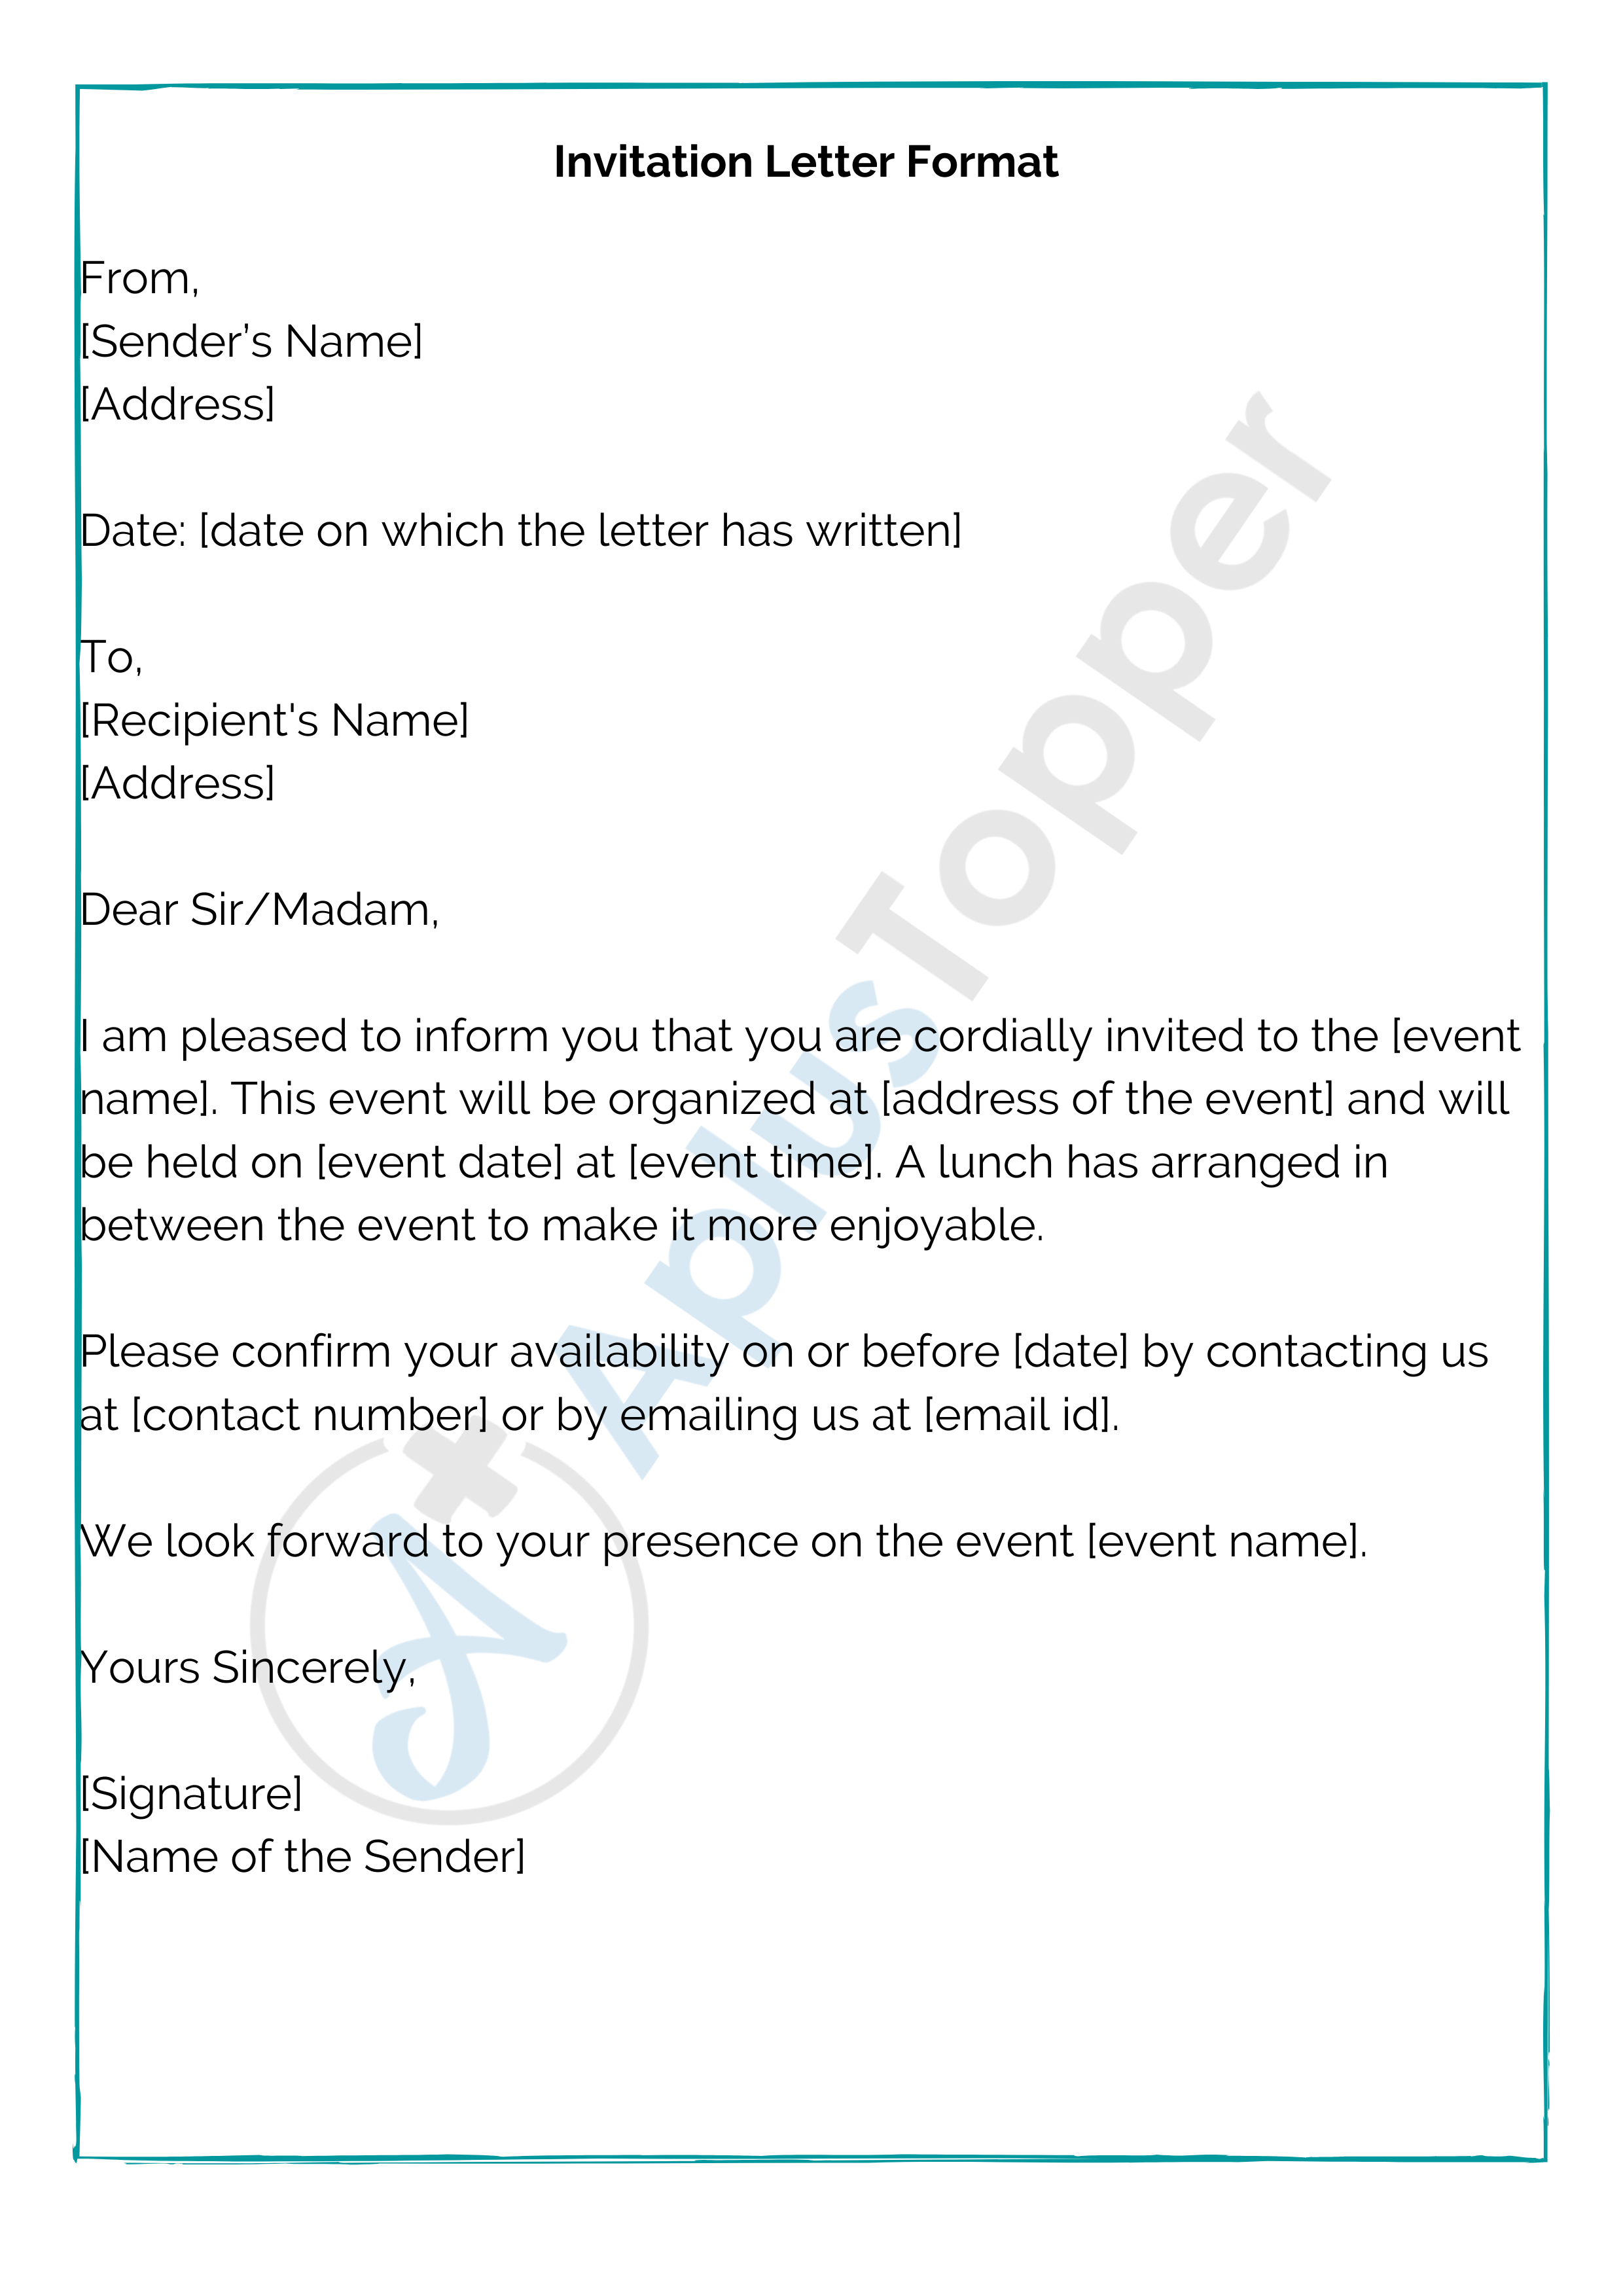 Invitation Letter Format
From,
[Sender’s Name]
[Address]
Date: [date on which the letter has written]
To,
[Recipient's Name]
[Address]
Dear Sir/Madam,
I am pleased to inform you that you are cordially invited to the [event
name]. This event will be organized at [address of the event] and will
be held on [event date] at [event time]. A lunch has arranged in
between the event to make it more enjoyable.
Please confirm your availability on or before [date] by contacting us
at [contact number] or by emailing us at [email id].
We look forward to your presence on the event [event name].
Yours Sincerely,
[Signature]
[Name of the Sender]
AplusTopper
A+